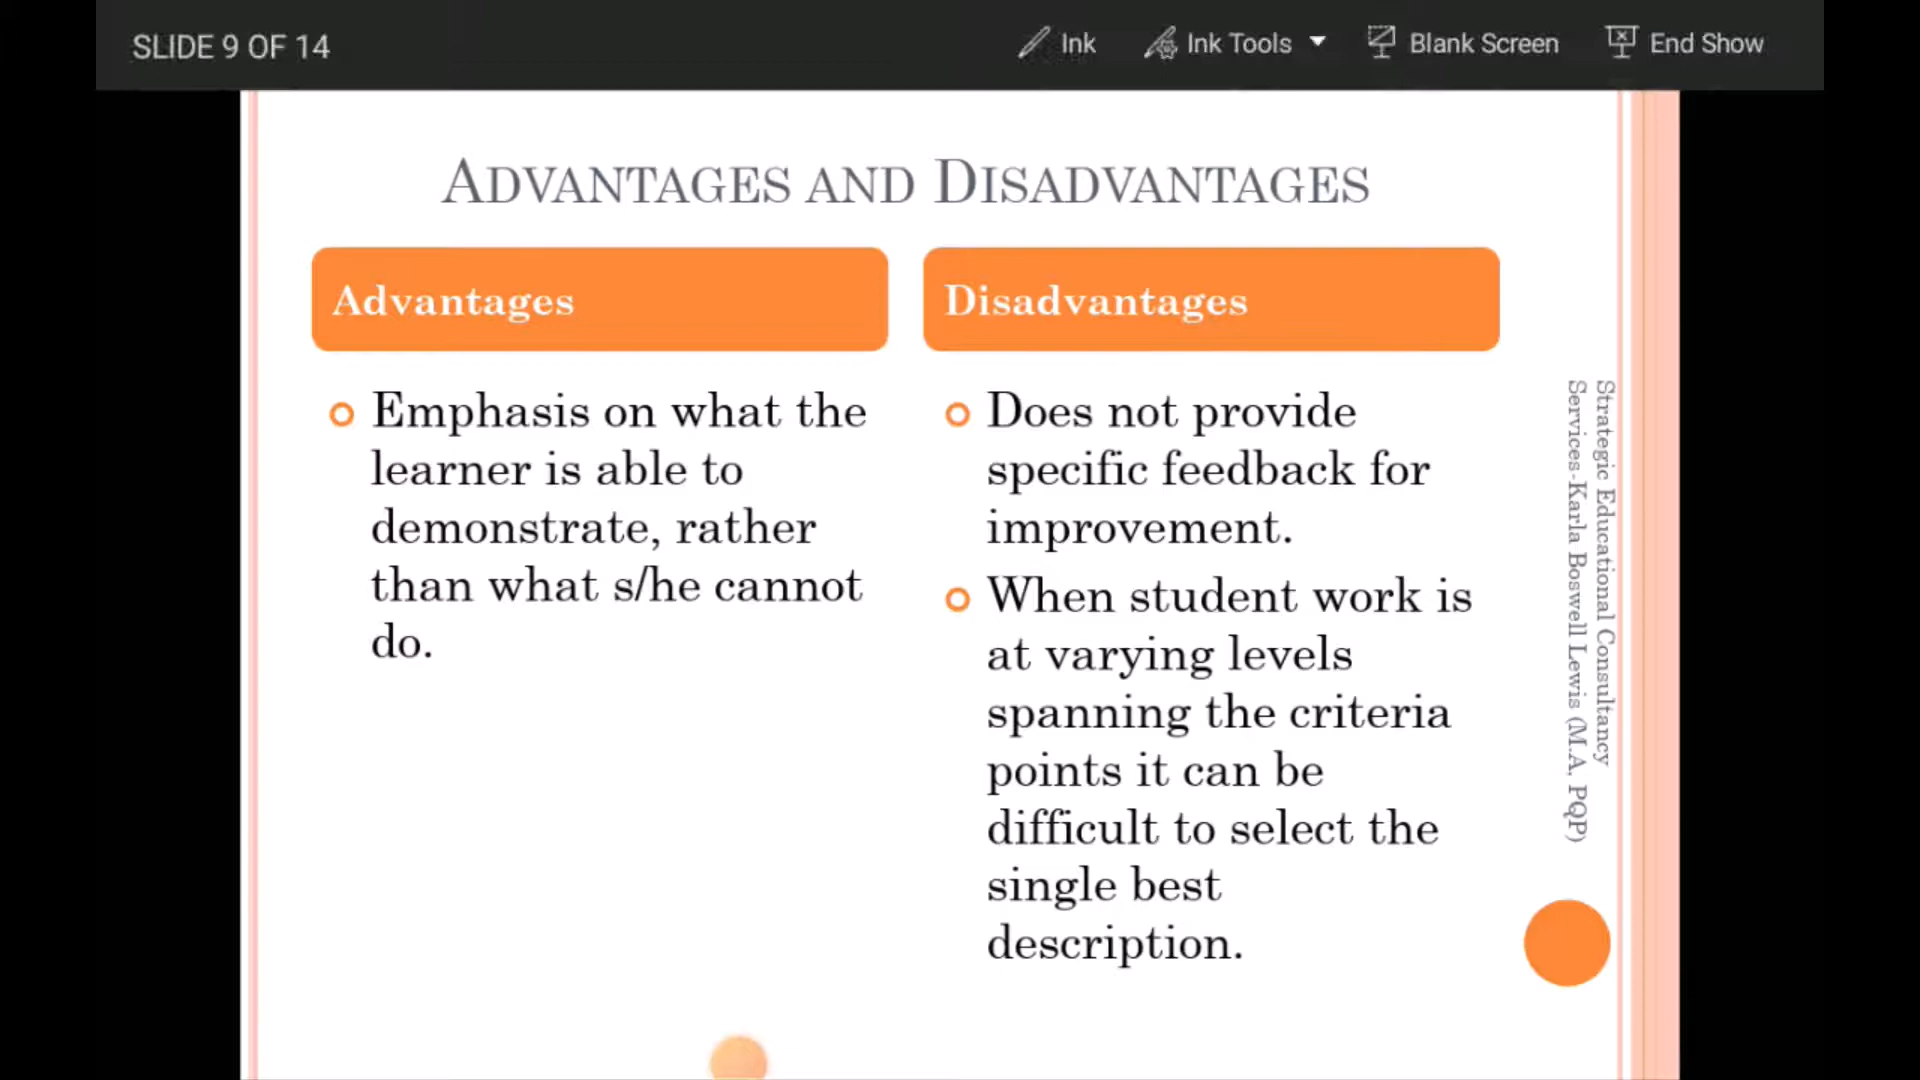 SLIDE 9 OF 14
Ink
Ink Tools
Blank Screen
End Show
ADVANTAGES AND DISADVANTAGES
Advantages
Emphasis on what the
learner is able to
demonstrate, rather
than what s/he cannot
do.
Disadvantages
Does not provide
specific feedback for
improvement.
When student work is
at varying levels
spanning the criteria
points it can be
difficult to select the
single best
description.
Strategic Educational Consultancy
Services-Karla Boswell Lewis (M.A, PQP)